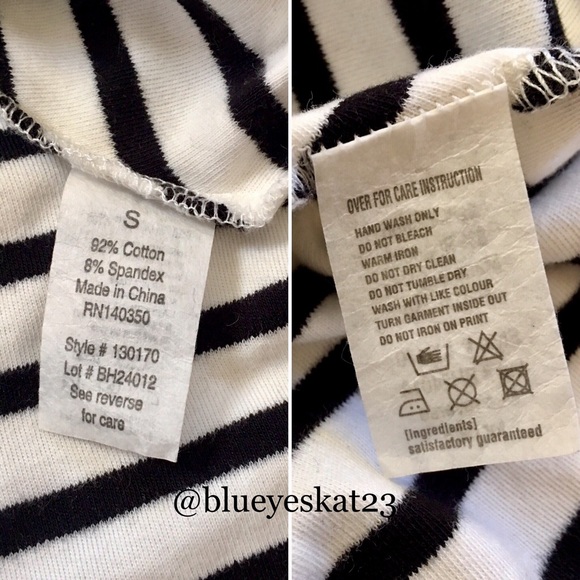 S
92% Cotton
8% Spandex
Made in China
RN140350
Style # 130170
Lot # BH24012
See reverse
for care
OVER FOR CARE INSTRUCTION
HAND WASH ONLY
DO NOT BLEACH
WARM IRON
DO NOT DRY CLEAN
DO NOT TUMBLE DRY
WASH WITH LIKE COLOUR
TURN GARMENT INSIDE OUT
DO NOT IRON ON PRINT
[Ingredients]
satisfactory guaranteed
@blueyeskat23